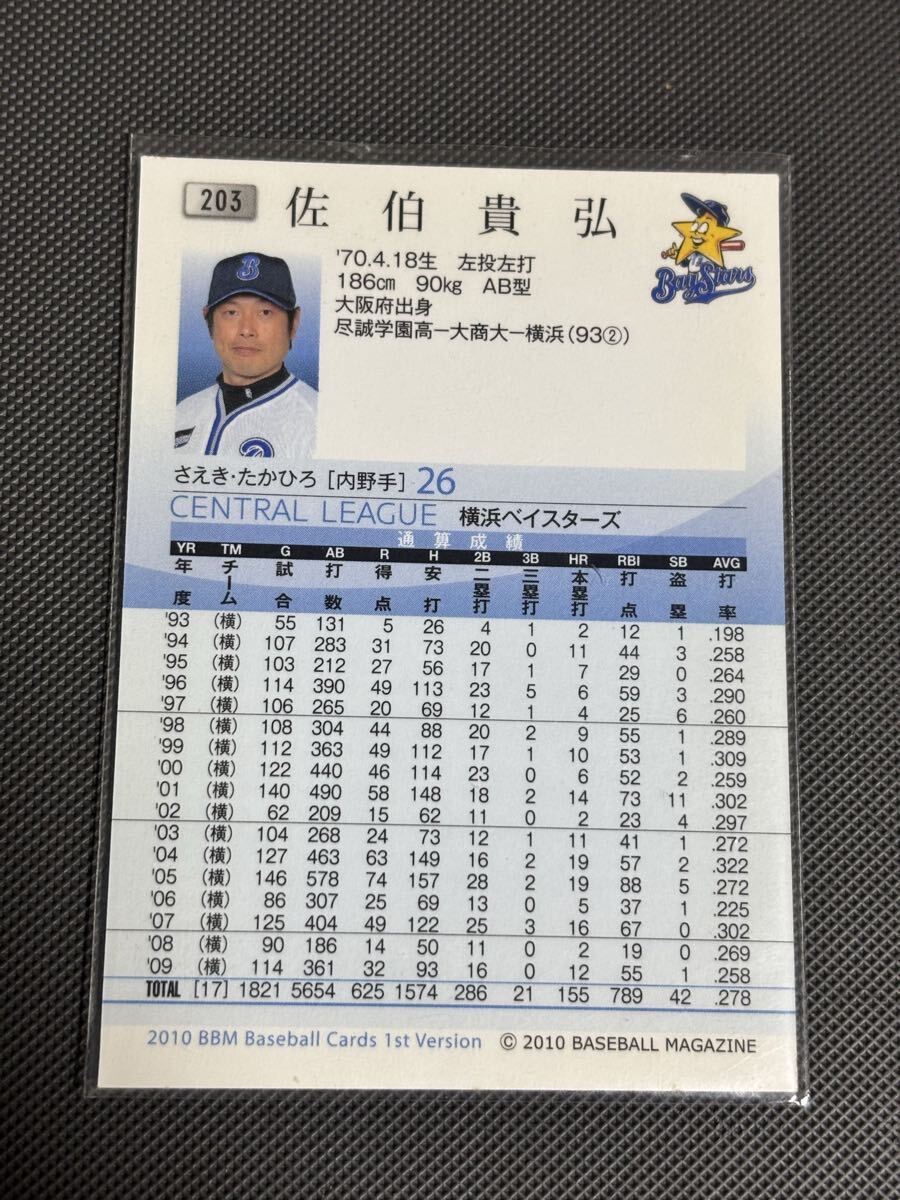 203 佐伯貴弘
BayStars
'70.4.18生 左投左打
186cm 90kg AB型
大阪府出身
尽誠学園高ー大商大ー横浜(93②)
B
さえき・たかひろ [内野手] 26
CENTRAL LEAGUE 横浜ベイスターズ
通算成績
YR TM G AB R H 2B 3B HR RBI SB AVG
年度 チーム 試合 打数 得点 安打 二塁打 三塁打 本塁打 打点 盗塁 打率
'93 (横) 55 131 5 26 4 1 2 12 1 .198
'94 (横) 107 283 31 73 20 0 11 44 3 .258
'95 (横) 103 212 27 56 17 1 7 29 0 .264
'96 (横) 114 390 49 113 23 5 6 59 3 .290
'97 (横) 106 265 20 69 12 1 4 25 6 .260
'98 (横) 108 304 44 88 20 2 9 55 1 .289
'99 (横) 112 363 49 112 17 1 10 53 1 .309
'00 (横) 122 440 46 114 23 0 6 52 2 .259
'01 (横) 140 490 58 148 18 2 14 73 11 .302
'02 (横) 62 209 15 62 11 0 2 23 4 .297
'03 (横) 104 268 24 73 12 1 11 41 1 .272
'04 (横) 127 463 63 149 16 2 19 57 2 .322
'05 (横) 146 578 74 157 28 2 19 88 5 .272
'06 (横) 86 307 25 69 13 0 5 37 1 .225
'07 (横) 125 404 49 122 25 3 16 67 0 .302
'08 (横) 90 186 14 50 11 0 2 19 0 .269
'09 (横) 114 361 32 93 16 0 12 55 1 .258
TOTAL [17] 1821 5654 625 1574 286 21 155 789 42 .278
2010 BBM Baseball Cards 1st Version © 2010 BASEBALL MAGAZINE